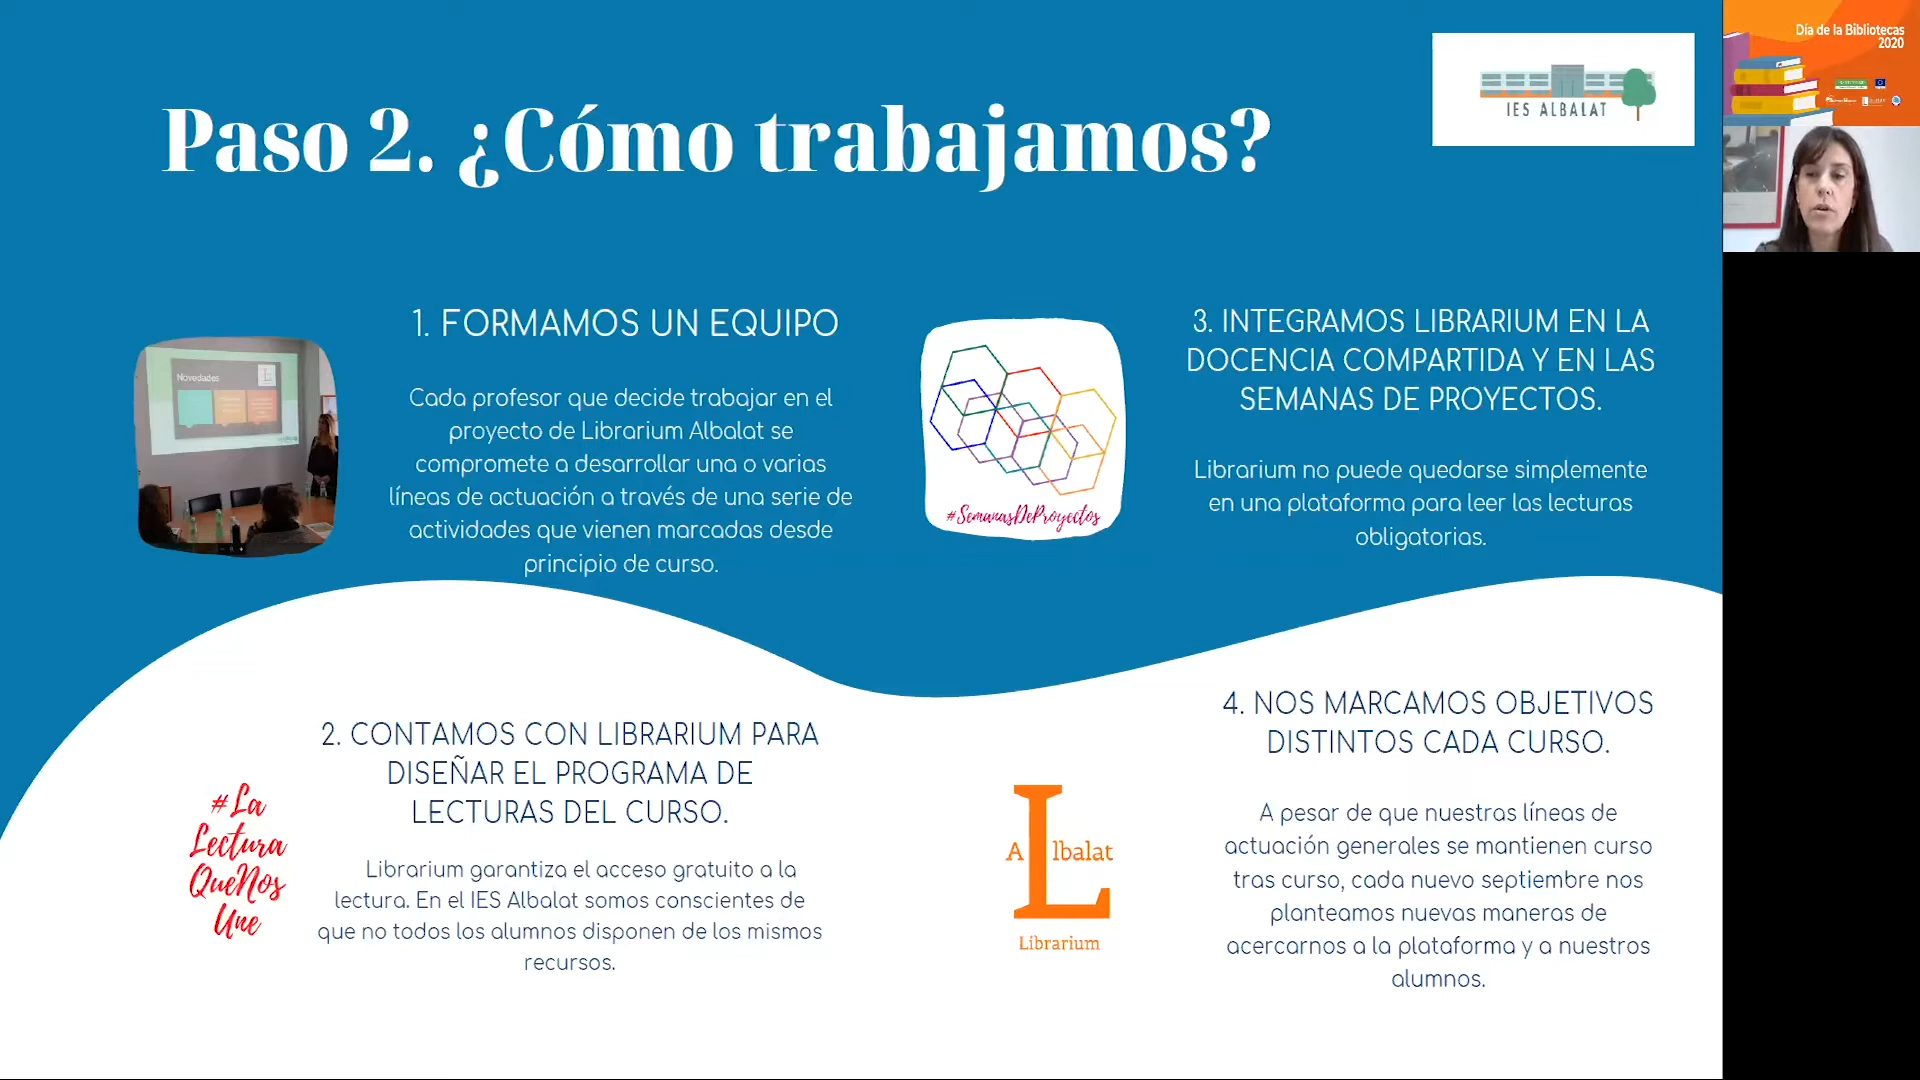 Paso 2. ¿Cómo trabajamos?
IES ALBALAT
Día de la Bibliotecas
2020
1. FORMAMOS UN EQUIPO
Cada profesor que decide trabajar en el
proyecto de Librarium Albalat se
compromete a desarrollar una o varias
líneas de actuación a través de una serie de
actividades que vienen marcadas desde
principio de curso.
Novedades
#SemanasDeProyectos
3. INTEGRAMOS LIBRARIUM EN LA
DOCENCIA COMPARTIDA Y EN LAS
SEMANAS DE PROYECTOS.
Librarium no puede quedarse simplemente
en una plataforma para leer las lecturas
obligatorias.
2. CONTAMOS CON LIBRARIUM PARA
DISEÑAR EL PROGRAMA DE
LECTURAS DEL CURSO.
Librarium garantiza el acceso gratuito a la
lectura. En el IES Albalat somos conscientes de
que no todos los alumnos disponen de los mismos
recursos.
#La
Lectura
QueNos
Une
4. NOS MARCAMOS OBJETIVOS
DISTINTOS CADA CURSO.
A pesar de que nuestras líneas de
actuación generales se mantienen curso
tras curso, cada nuevo septiembre nos
planteamos nuevas maneras de
acercarnos a la plataforma y a nuestros
alumnos.
A L lbalat
Librarium